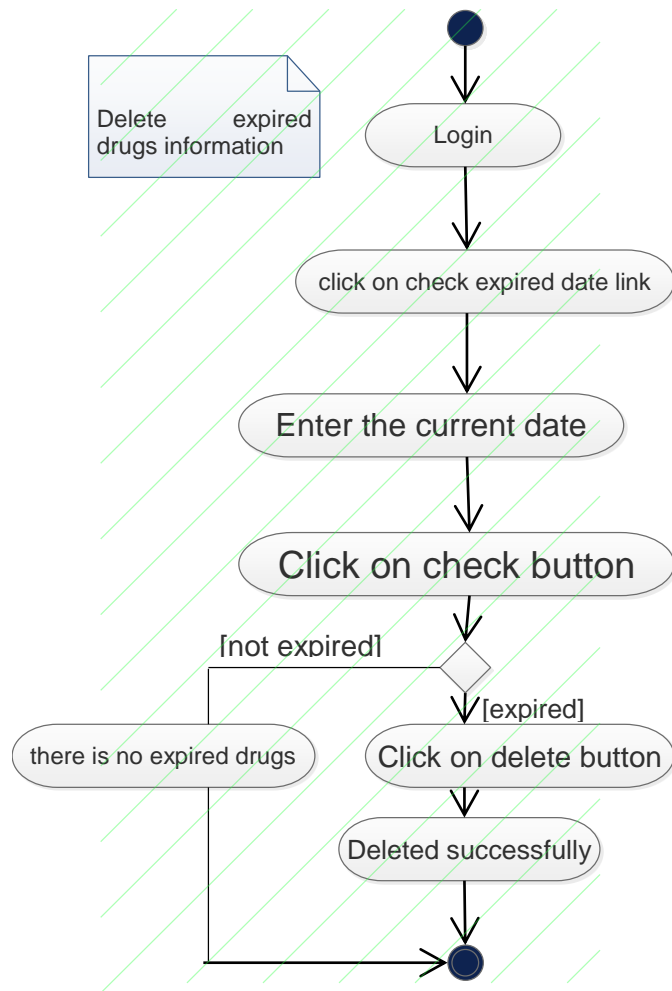 Delete expired
drugs information
Login
click on check expired date link
Enter the current date
Click on check button
[not expired]
[expired]
there is no expired drugs
Click on delete button
Deleted successfully